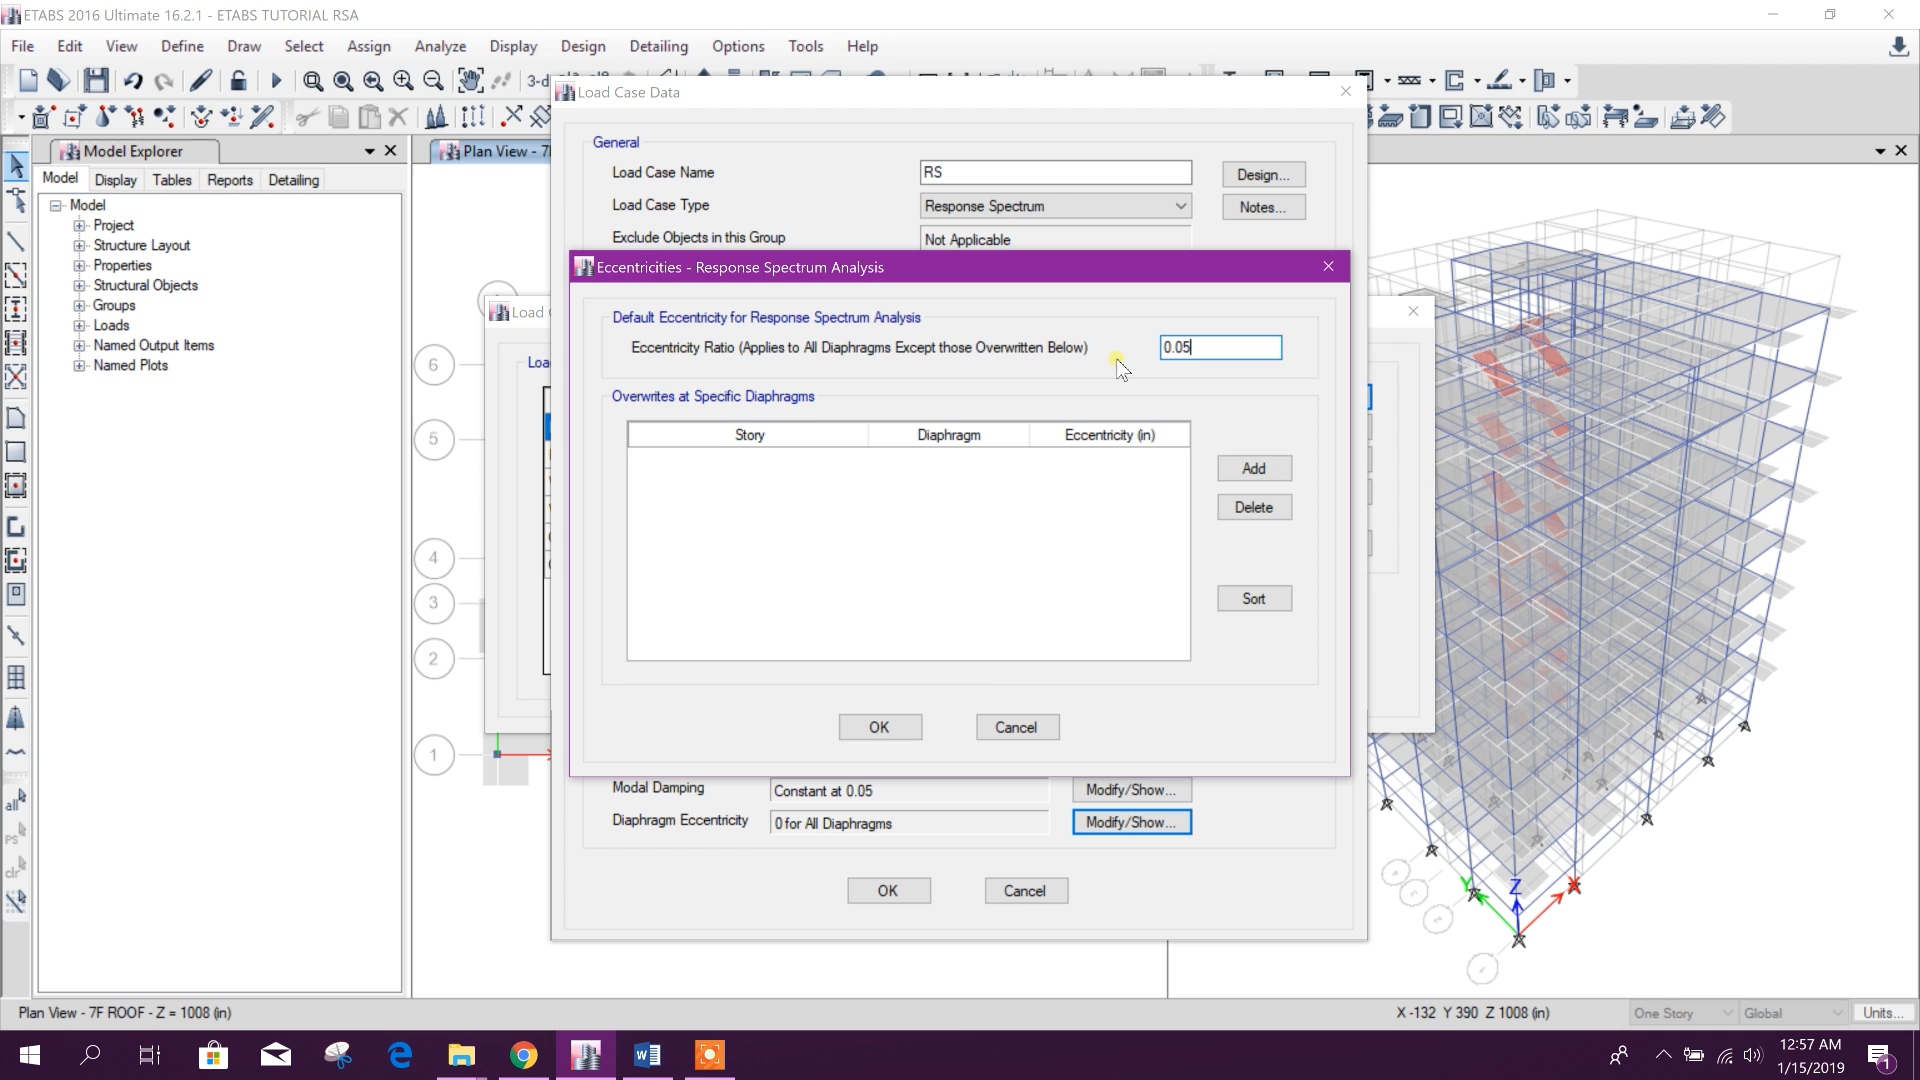 ETABS 2016 Ultimate 16.2.1 - ETABS TUTORIAL RSA
File Edit View Define Draw Select Assign Analyze Display Design Detailing Options Tools Help
3-d
Load Case Data
Model Explorer
Plan View - 7
Model Display Tables Reports Detailing
Model
Project
Structure Layout
Properties
Structural Objects
Groups
Loads
Named Output Items
Named Plots
General
Load Case Name RS Design...
Load Case Type Response Spectrum Notes...
Exclude Objects in this Group Not Applicable
Eccentricities - Response Spectrum Analysis
Load
Loa
Default Eccentricity for Response Spectrum Analysis
Eccentricity Ratio (Applies to All Diaphragms Except those Overwritten Below) 0.05
Overwrites at Specific Diaphragms
Story Diaphragm Eccentricity (in)
Add
Delete
Sort
OK Cancel
Modal Damping Constant at 0.05 Modify/Show...
Diaphragm Eccentricity 0 for All Diaphragms Modify/Show...
OK Cancel
6
5
4
3
2
1
all
ps
clr
Y Z X
Plan View - 7F ROOF - Z = 1008 (in)
X -132 Y 390 Z 1008 (in) One Story Global Units...
12:57 AM
1/15/2019
1